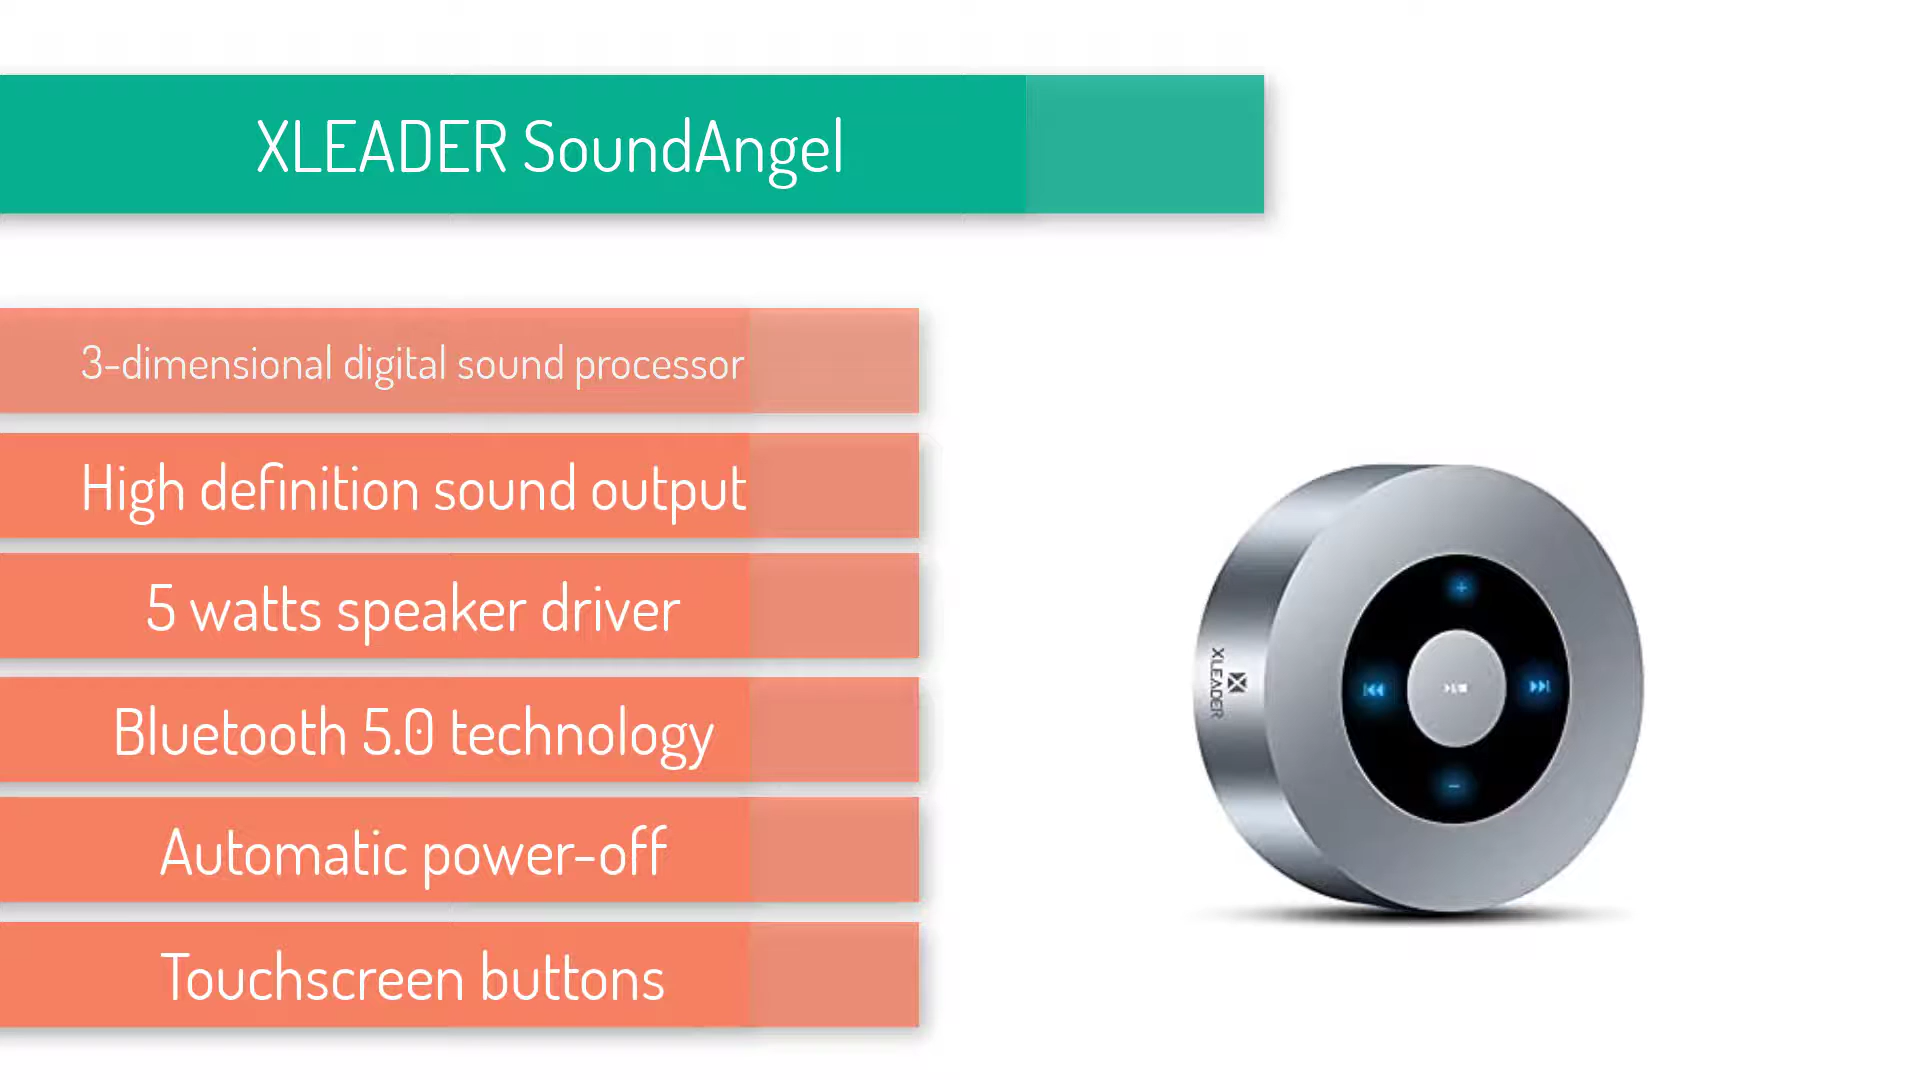 XLEADER SoundAngel
3-dimensional digital sound processor
High definition sound output
5 watts speaker driver
Bluetooth 5.0 technology
Automatic power-off
Touchscreen buttons
XLEADER